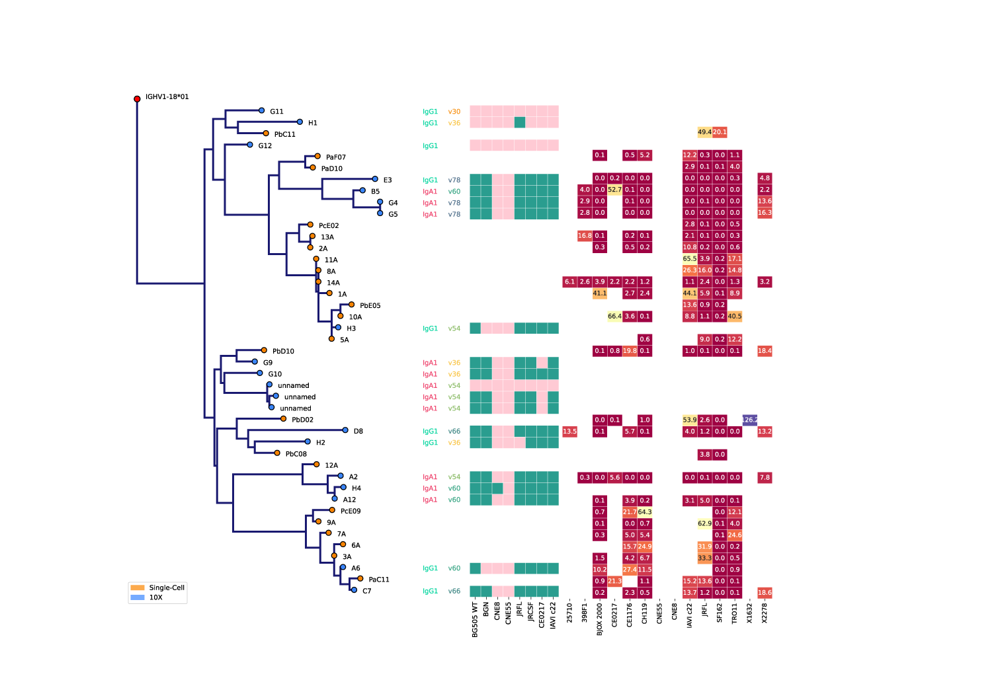 IGHV1-18*01
G11 IgG1 v30
H1 IgG1 v36
PbC11 49.4 20.1
G12 IgG1
PaF07 0.1 0.5 5.2 12.2 0.3 0.0 1.1
PaD10 2.9 0.1 0.1 4.0
E3 IgG1 v78 0.0 0.2 0.0 0.0 0.0 0.0 0.0 0.3 4.8
B5 IgA1 v60 4.0 0.0 52.7 0.1 0.0 0.0 0.0 0.0 0.0 2.2
G4 IgA1 v78 2.9 0.0 0.1 0.0 0.0 0.1 0.0 0.0 13.6
G5 IgA1 v78 2.8 0.0 0.0 0.0 0.0 0.0 0.0 0.0 16.3
PcE02 2.8 0.1 0.0 0.5
13A 16.8 0.1 0.2 0.1 2.1 0.1 0.0 0.3
2A 0.3 0.5 0.2 10.8 0.2 0.0 0.6
11A 65.5 3.9 0.2 17.1
8A 26.3 16.0 0.2 14.8
14A 6.1 2.6 3.9 2.2 2.2 1.2 1.1 2.4 0.0 1.3 3.2
1A 41.1 2.7 2.4 44.1 5.9 0.1 8.9
PbE05 13.6 0.9 0.2
10A 66.4 3.6 0.1 8.8 1.1 0.2 40.5
H3 IgG1 v54
5A 0.6 9.0 0.2 12.2
PbD10 0.1 0.8 19.8 0.1 1.0 0.1 0.0 0.1 18.4
G9 IgA1 v36
G10 IgA1 v36
unnamed IgA1 v54
unnamed IgA1 v54
unnamed IgA1 v54
PbD02 0.0 0.1 1.0 53.9 2.6 0.0 126.2
D8 IgG1 v66 13.5 0.1 5.7 0.1 4.0 1.2 0.0 0.0 13.2
H2 IgG1 v36
PbC08 3.8 0.0
12A
A2 IgA1 v54 0.3 0.0 5.6 0.0 0.0 0.0 0.1 0.0 0.0 7.8
H4 IgA1 v60
A12 IgA1 v60 0.1 3.9 0.2 3.1 5.0 0.0 0.1
PcE09 0.7 21.7 64.3 0.0 12.1
9A 0.1 0.0 0.7 62.9 0.1 4.0
7A 0.3 5.0 5.4 0.1 24.6
6A 15.7 24.9 31.9 0.0 0.2
3A 1.5 4.2 6.7 33.3 0.0 0.5
A6 IgG1 v60 10.2 27.4 11.5 0.0 0.9
PaC11 0.9 21.3 1.1 15.2 13.6 0.0 0.1
C7 IgG1 v66 0.2 2.3 0.5 13.7 1.2 0.0 0.1 18.6
Single-Cell
10X
BG505 WT
BGN
CNE8
CNE55
JRFL
JRCSF
CE0217
IAVI c22
25710
398F1
BJOX 2000
CE0217
CE1176
CH119
CNE55
CNE8
IAVI c22
JRFL
SF162
TRO11
X1632
X2278